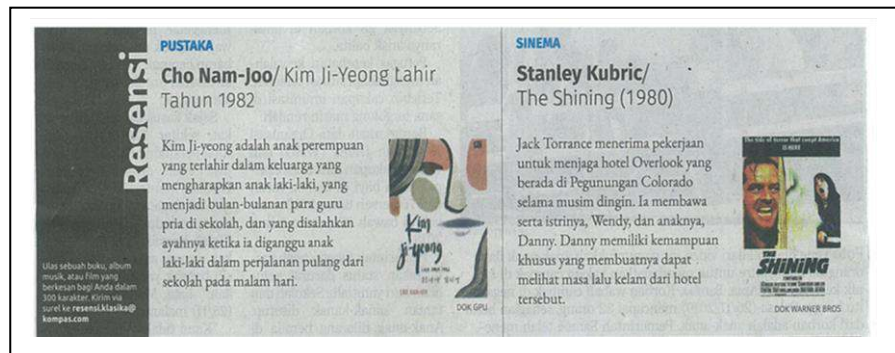 Resensi
Ulas sebuah buku, album
musik, atau film yang
berkesan bagi Anda dalam
300 karakter. Kirim via
surel ke resensi.klasika@
kompas.com
PUSTAKA
Cho Nam-Joo/ Kim Ji-Yeong Lahir
Tahun 1982
Kim Ji-yeong adalah anak perempuan
yang terlahir dalam keluarga yang
mengharapkan anak laki-laki, yang
menjadi bulan-bulanan para guru
pria di sekolah, dan yang disalahkan
ayahnya ketika ia diganggu anak
laki-laki dalam perjalanan pulang dari
sekolah pada malam hari.
Kim
Ji-yeong
DOK GPU
SINEMA
Stanley Kubric/
The Shining (1980)
Jack Torrance menerima pekerjaan
untuk menjaga hotel Overlook yang
berada di Pegunungan Colorado
selama musim dingin. Ia membawa
serta istrinya, Wendy, dan anaknya,
Danny. Danny memiliki kemampuan
khusus yang membuatnya dapat
melihat masa lalu kelam dari hotel
tersebut.
THE
SHINING
DOK WARNER BROS